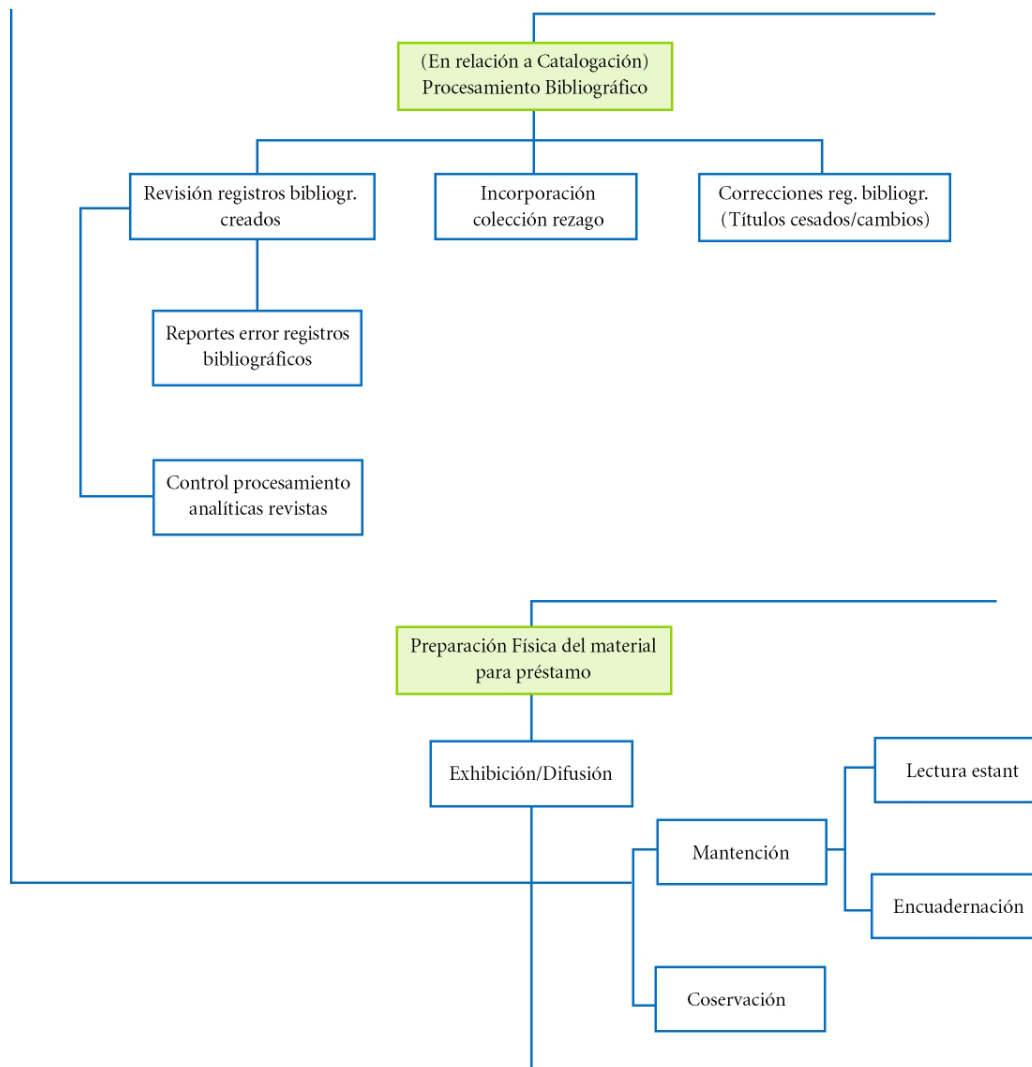 (En relación a Catalogación)
Procesamiento Bibliográfico
Revisión registros bibliogr.
creados
Incorporación
colección rezago
Correcciones reg. bibliogr.
(Títulos cesados/cambios)
Reportes error registros
bibliográficos
Control procesamiento
analíticas revistas
Preparación Física del material
para préstamo
Exhibición/Difusión
Lectura estant
Mantención
Encuadernación
Coservación